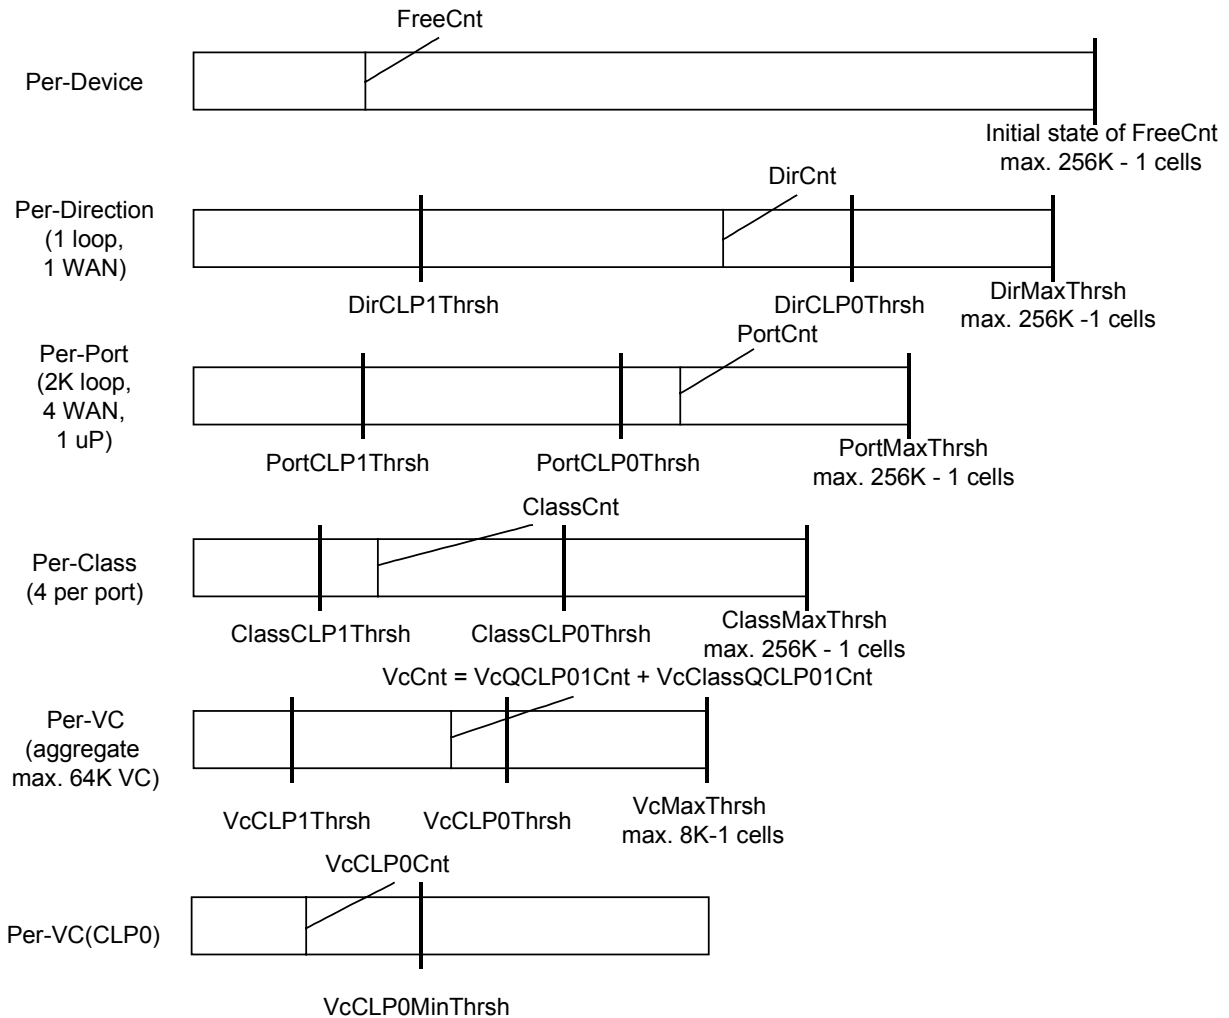 FreeCnt
Per-Device
Initial state of FreeCnt
max. 256K - 1 cells
DirCnt
Per-Direction
(1 loop,
1 WAN)
DirCLP1Thrsh
DirCLP0Thrsh
DirMaxThrsh
max. 256K -1 cells
PortCnt
Per-Port
(2K loop,
4 WAN,
1 uP)
PortCLP1Thrsh
PortCLP0Thrsh
PortMaxThrsh
max. 256K - 1 cells
ClassCnt
Per-Class
(4 per port)
ClassCLP1Thrsh
ClassCLP0Thrsh
ClassMaxThrsh
max. 256K - 1 cells
VcCnt = VcQCLP01Cnt + VcClassQCLP01Cnt
Per-VC
(aggregate
max. 64K VC)
VcCLP1Thrsh
VcCLP0Thrsh
VcMaxThrsh
max. 8K-1 cells
VcCLP0Cnt
Per-VC(CLP0)
VcCLP0MinThrsh